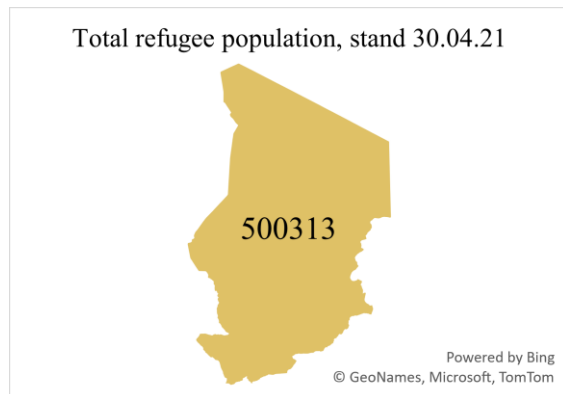 Total refugee population, stand 30.04.21
500313
Powered by Bing
© GeoNames, Microsoft, TomTom